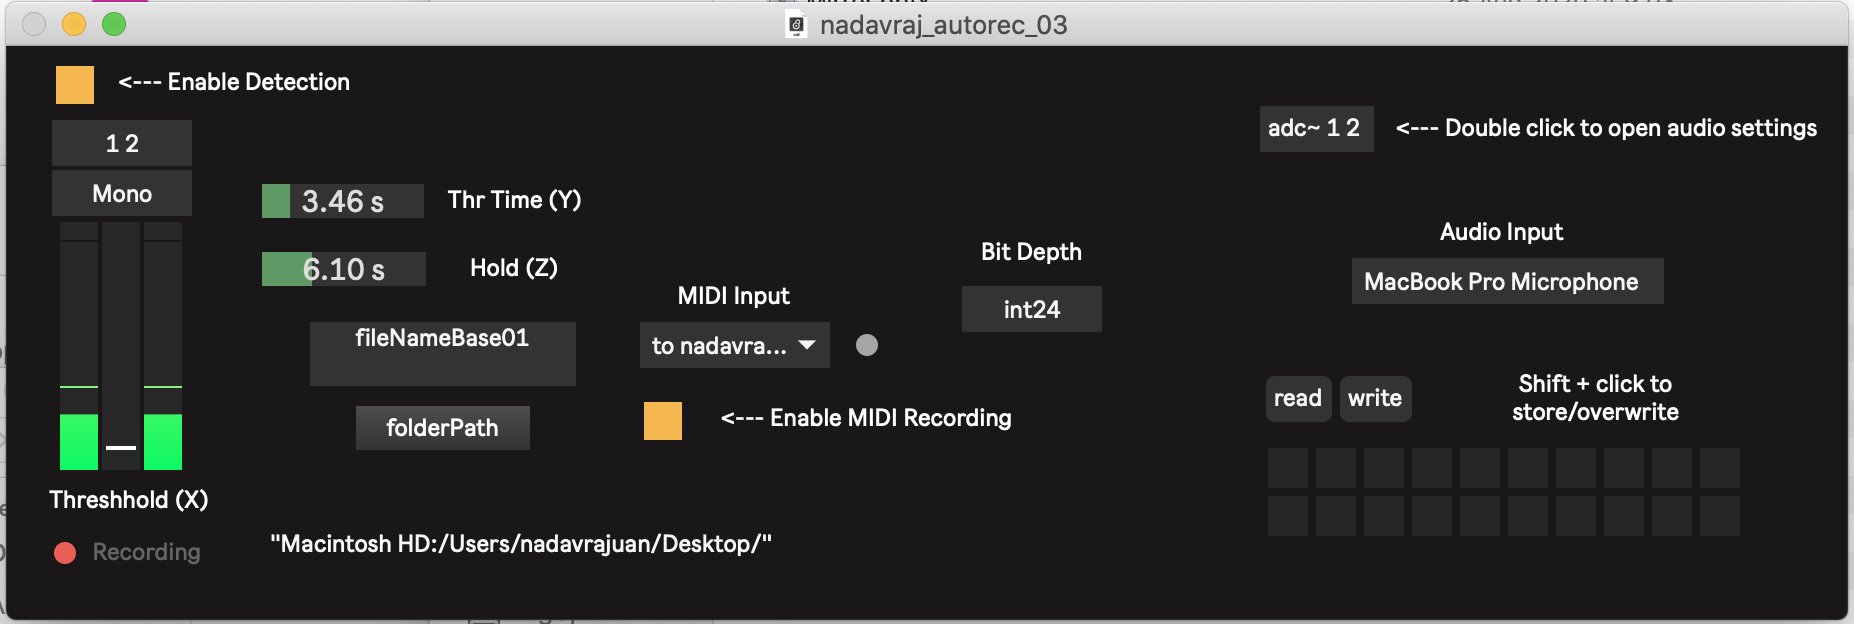 nadavraj_autorec_03
<--- Enable Detection
1 2
Mono
adc~ 1 2
<--- Double click to open audio settings
3.46 s
Thr Time (Y)
6.10 s
Hold (Z)
Audio Input
MacBook Pro Microphone
Bit Depth
int24
MIDI Input
to nadavra...
fileNameBase01
folderPath
<--- Enable MIDI Recording
read
write
Shift + click to
store/overwrite
Threshhold (X)
Recording
"Macintosh HD:/Users/nadavrajuan/Desktop/"